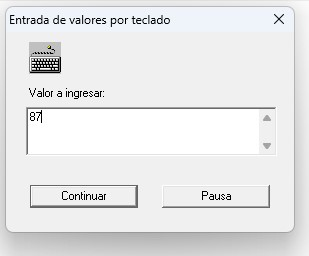 Entrada de valores por teclado
Valor a ingresar:
87
Continuar
Pausa